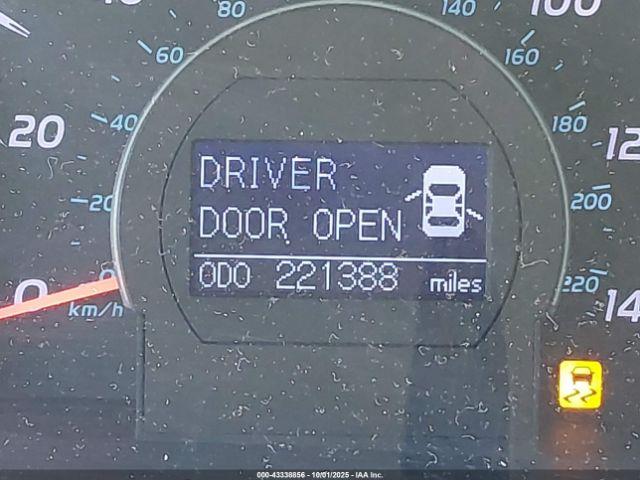 80 140 100
60 160
20 40 180 12
20 200
DRIVER
DOOR OPEN
ODO 221388 miles
0 0 220 14
km/h
000-43338856 - 10/01/2025 - IAA Inc.